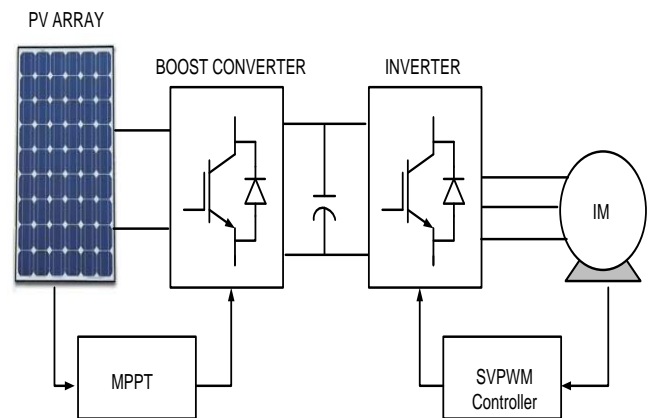 PV ARRAY
BOOST CONVERTER
INVERTER
IM
MPPT
SVPWM
Controller